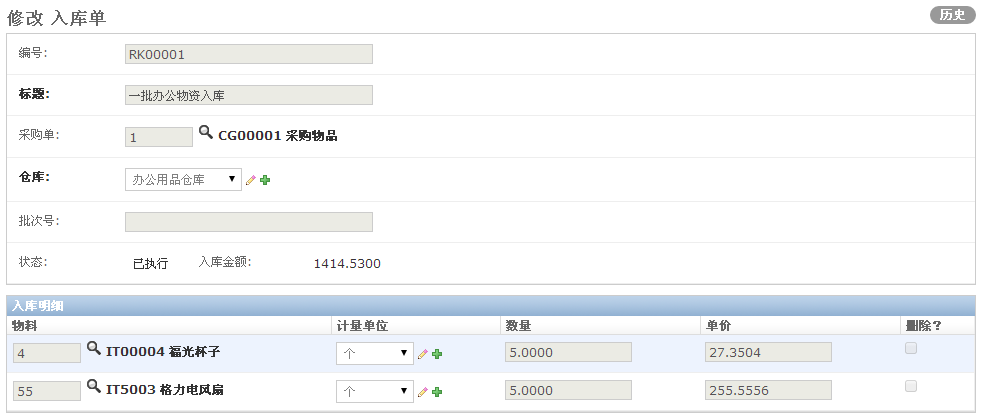 修改 入库单
历史
编号: RK00001
标题: 一批办公物资入库
采购单: 1 CG00001 采购物品
仓库: 办公用品仓库
批次号:
状态: 已执行 入库金额: 1414.5300
入库明细
物料 计量单位 数量 单价 删除?
4 IT00004 福光杯子 个 5.0000 27.3504
55 IT5003 格力电风扇 个 5.0000 255.5556